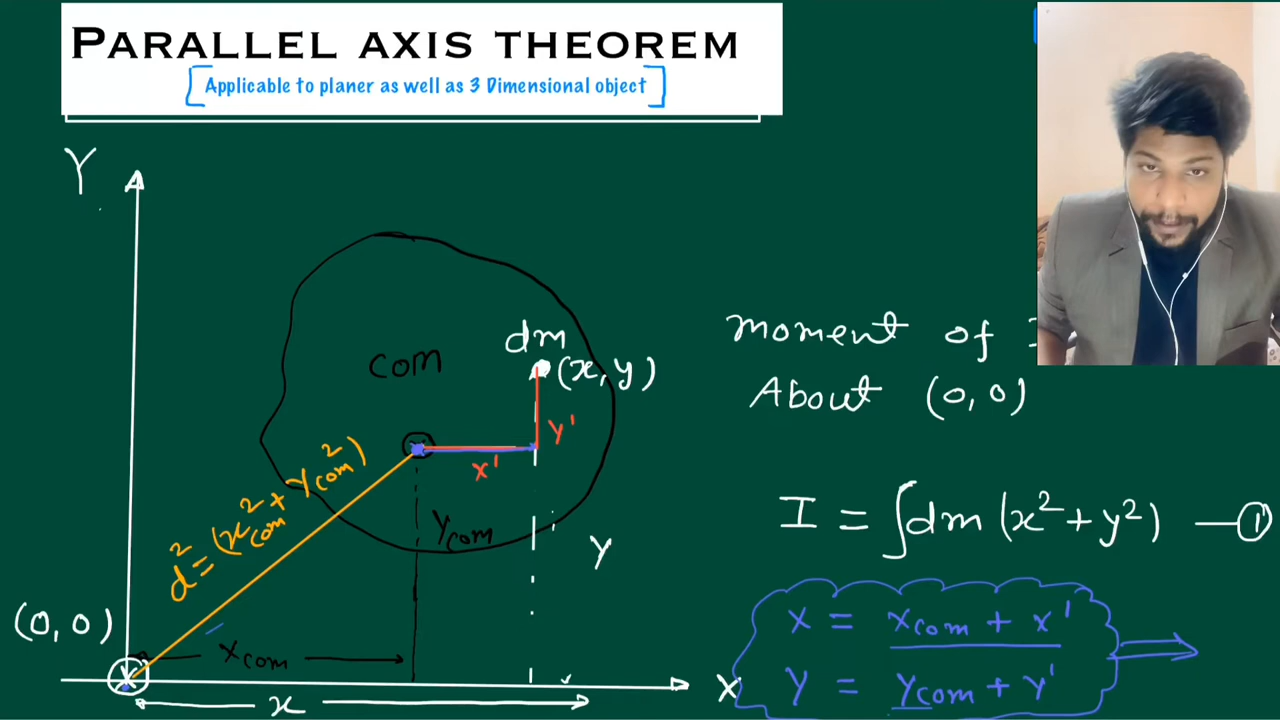 PARALLEL AXIS THEOREM
[Applicable to planer as well as 3 Dimensional object]
Y
dm
(x, y)
com
y'
x'
d² = (x²com + y²com)
ycom
y
(0, 0)
xcom
x
X
moment of
About (0, 0)
I = ∫dm (x² + y²) — ①
x = xcom + x'
y = ycom + y'